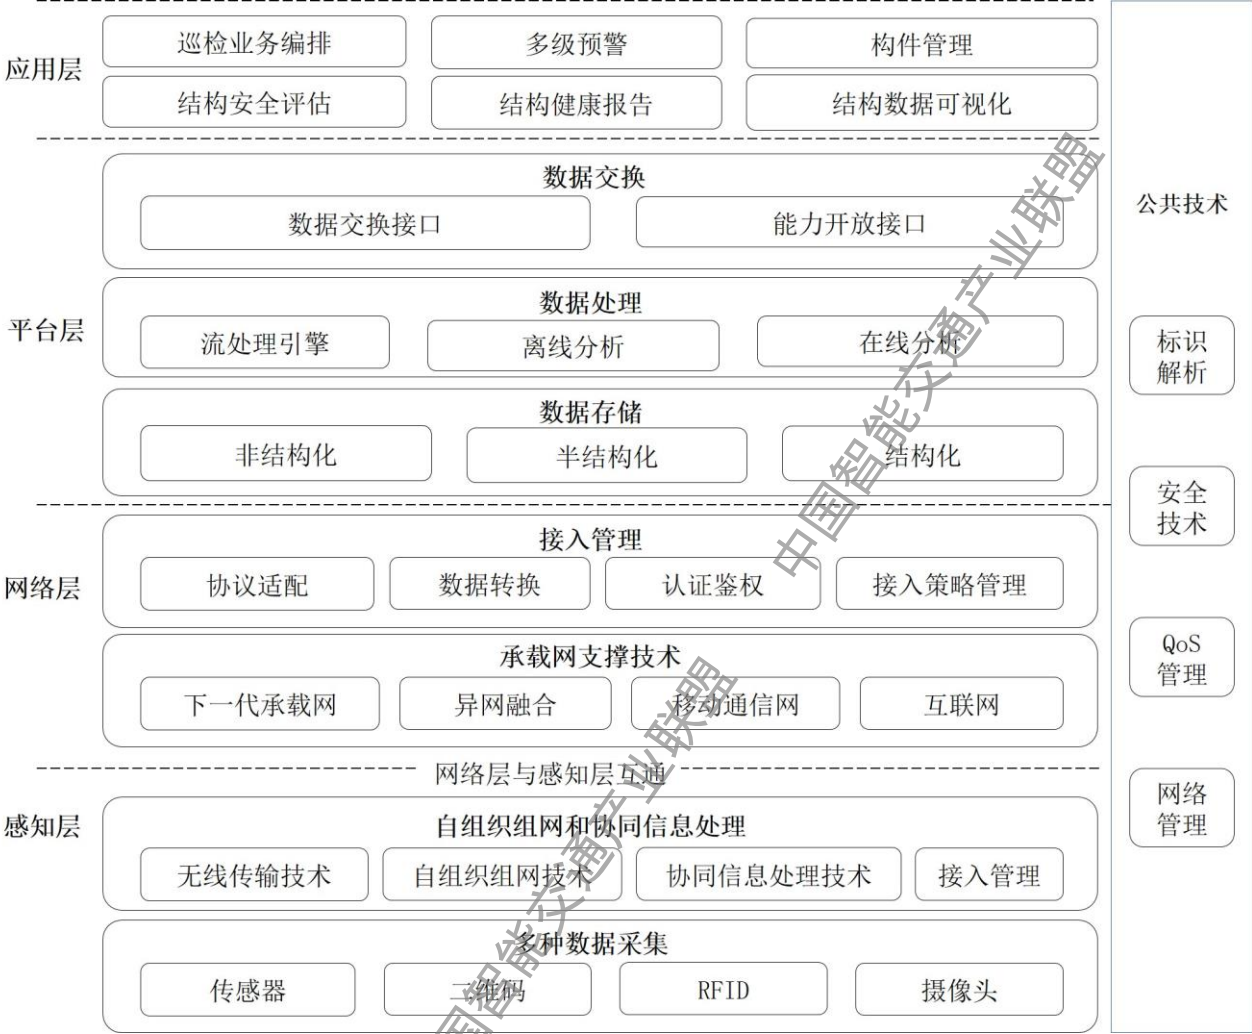 应用层
巡检业务编排
多级预警
构件管理
结构安全评估
结构健康报告
结构数据可视化
平台层
数据交换
数据交换接口
能力开放接口
数据处理
流处理引擎
离线分析
在线分析
数据存储
非结构化
半结构化
结构化
网络层
接入管理
协议适配
数据转换
认证鉴权
接入策略管理
承载网支撑技术
下一代承载网
异网融合
移动通信网
互联网
网络层与感知层互通
感知层
自组织组网和协同信息处理
无线传输技术
自组织组网技术
协同信息处理技术
接入管理
多种数据采集
传感器
二维码
RFID
摄像头
公共技术
标识
解析
安全
技术
QoS
管理
网络
管理
中国智能交通产业联盟
国智能交通产业联盟